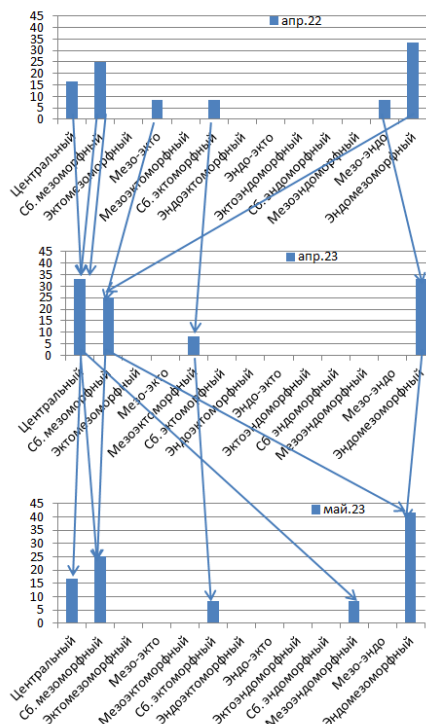 45
апр.22
40
35
30
25
20
15
10
5
0
Центральный
Сб. мезоморфный
Эктомезоморфный
Мезо-экто
Мезоэктоморфный
Сб. эктоморфный
Эндоэктоморфный
Эндо-экто
Эктоэндоморфный
Сб. эндоморфный
Мезоэндоморфный
Мезо-эндо
Эндомезоморфный
45
апр.23
40
35
30
25
20
15
10
5
0
Центральный
Сб. мезоморфный
Эктомезоморфный
Мезо-экто
Мезоэктоморфный
Сб. эктоморфный
Эндоэктоморфный
Эндо-экто
Эктоэндоморфный
Сб. эндоморфный
Мезоэндоморфный
Мезо-эндо
Эндомезоморфный
45
май.23
40
35
30
25
20
15
10
5
0
Центральный
Сб. мезоморфный
Эктомезоморфный
Мезо-экто
Мезоэктоморфный
Сб. эктоморфный
Эндоэктоморфный
Эндо-экто
Эктоэндоморфный
Сб. эндоморфный
Мезоэндоморфный
Мезо-эндо
Эндомезоморфный